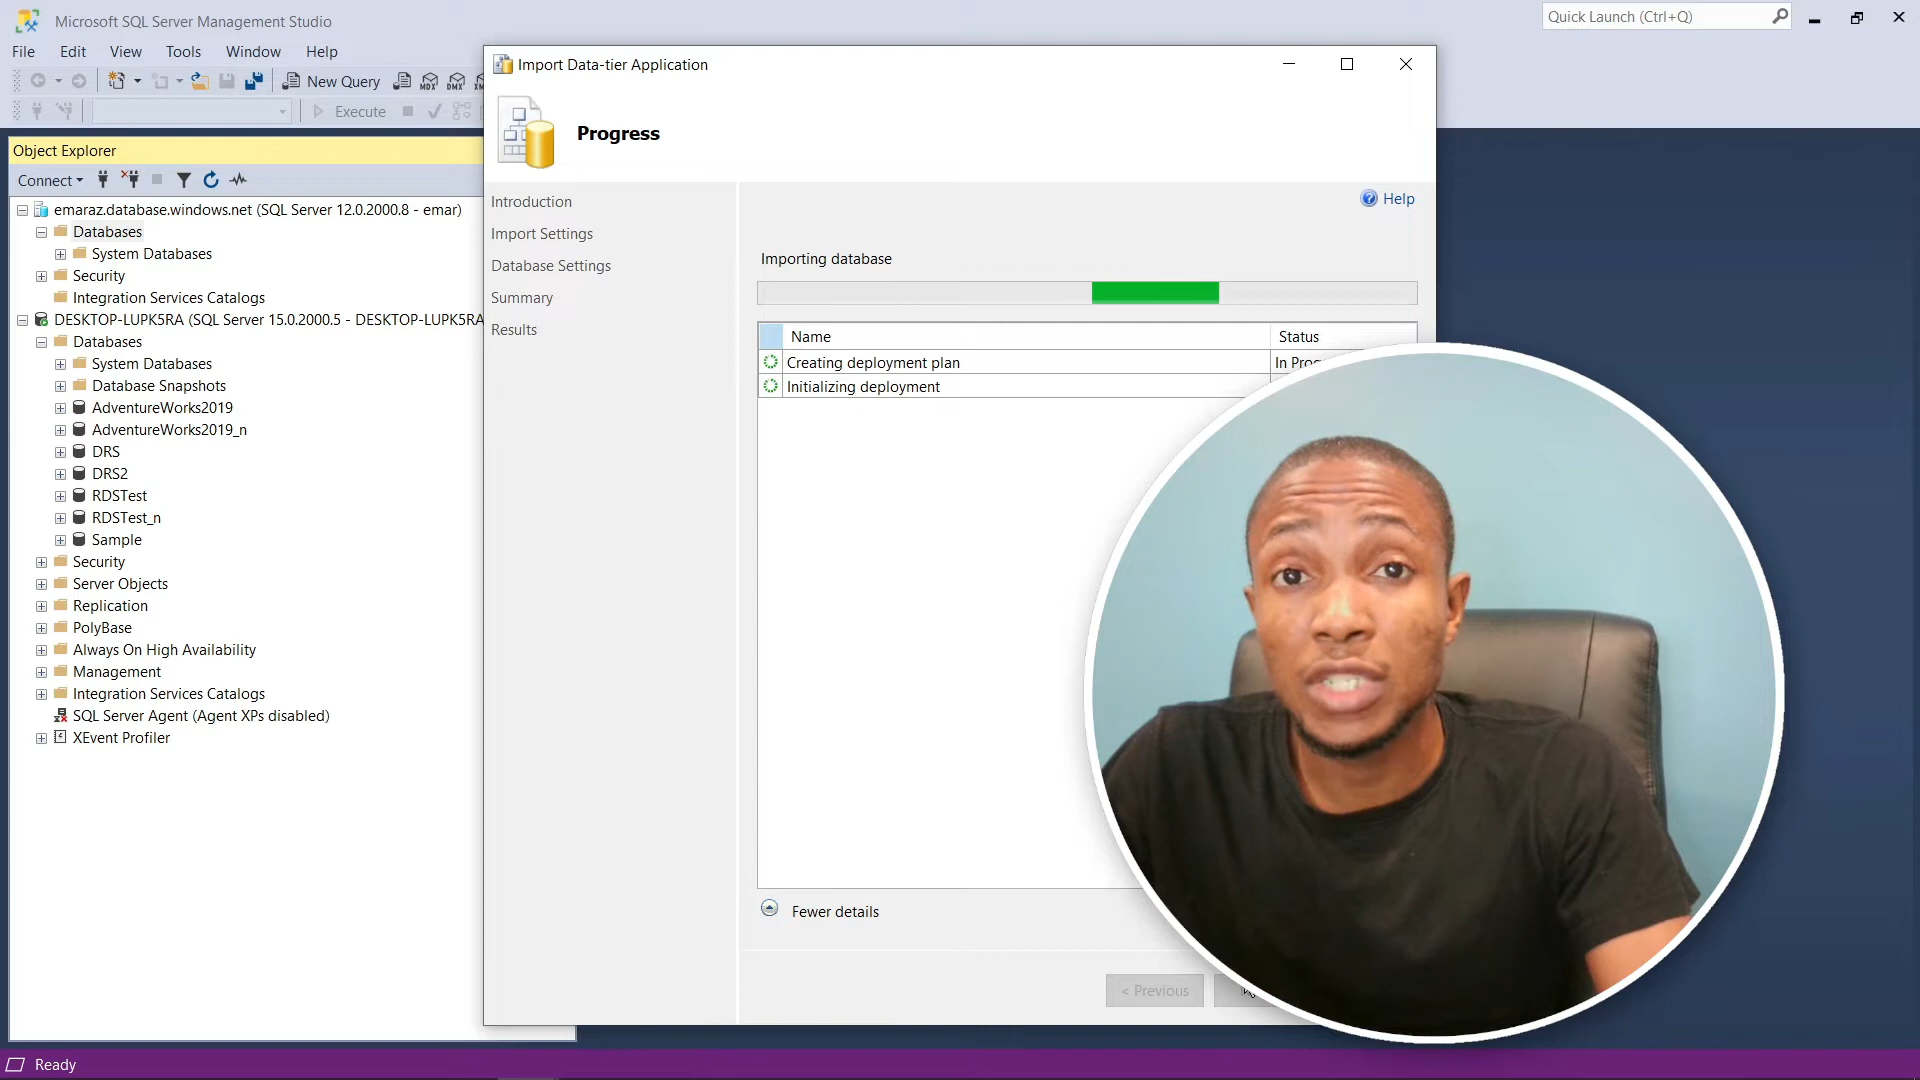 Microsoft SQL Server Management Studio
Quick Launch (Ctrl+Q)
File Edit View Tools Window Help
New Query
MDX DMX
Execute
Object Explorer
Connect
emaraz.database.windows.net (SQL Server 12.0.2000.8 - emar)
Databases
System Databases
Security
Integration Services Catalogs
DESKTOP-LUPK5RA (SQL Server 15.0.2000.5 - DESKTOP-LUPK5RA
Databases
System Databases
Database Snapshots
AdventureWorks2019
AdventureWorks2019_n
DRS
DRS2
RDSTest
RDSTest_n
Sample
Security
Server Objects
Replication
PolyBase
Always On High Availability
Management
Integration Services Catalogs
SQL Server Agent (Agent XPs disabled)
XEvent Profiler
Import Data-tier Application
Progress
Introduction
Import Settings
Database Settings
Summary
Results
Help
Importing database
Name Status
Creating deployment plan In Pro
Initializing deployment
Fewer details
< Previous
Ready